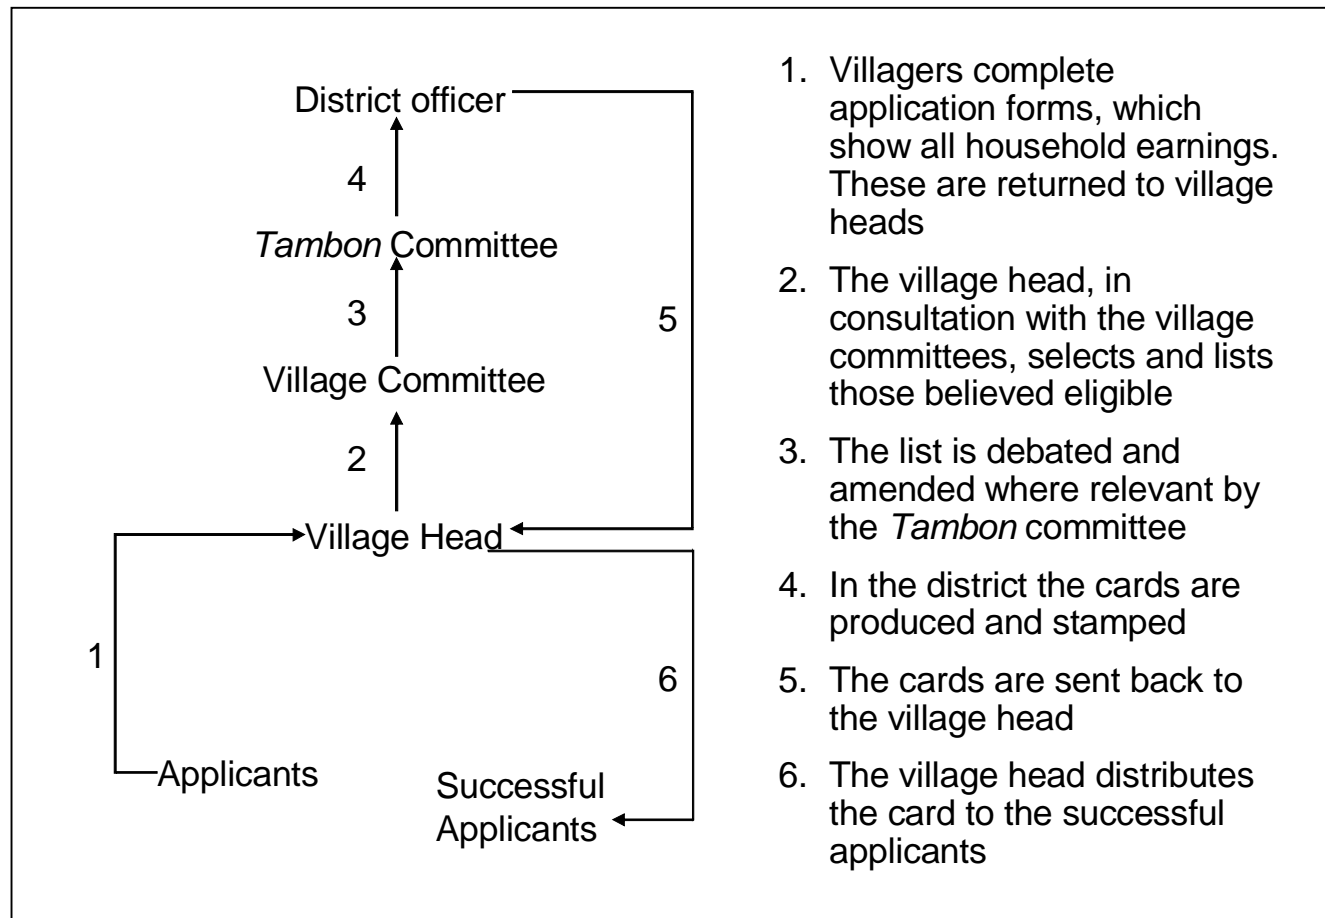 District officer
4
Tambon Committee
3
5
Village Committee
2
Village Head
1
6
Applicants
Successful
Applicants
1. Villagers complete
application forms, which
show all household earnings.
These are returned to village
heads
2. The village head, in
consultation with the village
committees, selects and lists
those believed eligible
3. The list is debated and
amended where relevant by
the Tambon committee
4. In the district the cards are
produced and stamped
5. The cards are sent back to
the village head
6. The village head distributes
the card to the successful
applicants